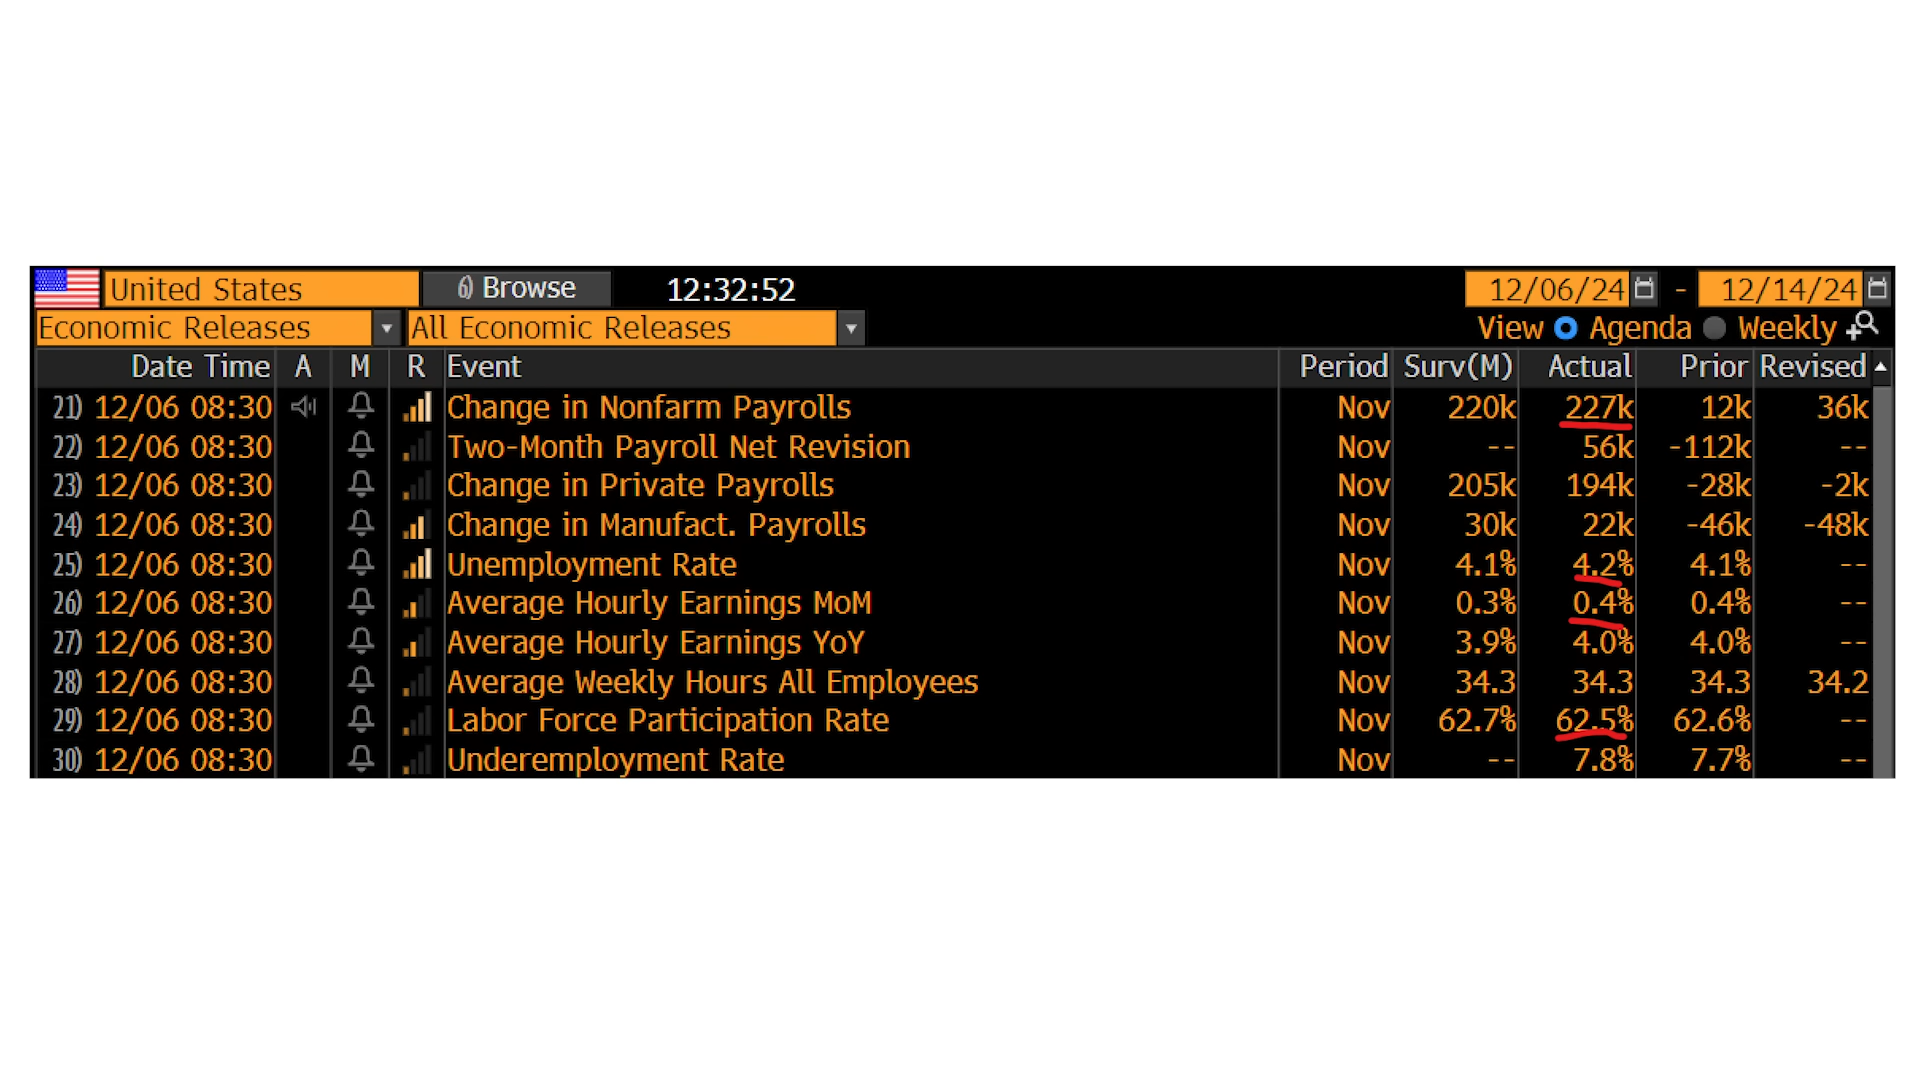 United States 6) Browse 12:32:52 12/06/24 - 12/14/24
Economic Releases All Economic Releases View Agenda Weekly
Date Time A M R Event Period Surv(M) Actual Prior Revised
21) 12/06 08:30 Change in Nonfarm Payrolls Nov 220k 227k 12k 36k
22) 12/06 08:30 Two-Month Payroll Net Revision Nov -- 56k -112k --
23) 12/06 08:30 Change in Private Payrolls Nov 205k 194k -28k -2k
24) 12/06 08:30 Change in Manufact. Payrolls Nov 30k 22k -46k -48k
25) 12/06 08:30 Unemployment Rate Nov 4.1% 4.2% 4.1% --
26) 12/06 08:30 Average Hourly Earnings MoM Nov 0.3% 0.4% 0.4% --
27) 12/06 08:30 Average Hourly Earnings YoY Nov 3.9% 4.0% 4.0% --
28) 12/06 08:30 Average Weekly Hours All Employees Nov 34.3 34.3 34.3 34.2
29) 12/06 08:30 Labor Force Participation Rate Nov 62.7% 62.5% 62.6% --
30) 12/06 08:30 Underemployment Rate Nov -- 7.8% 7.7% --